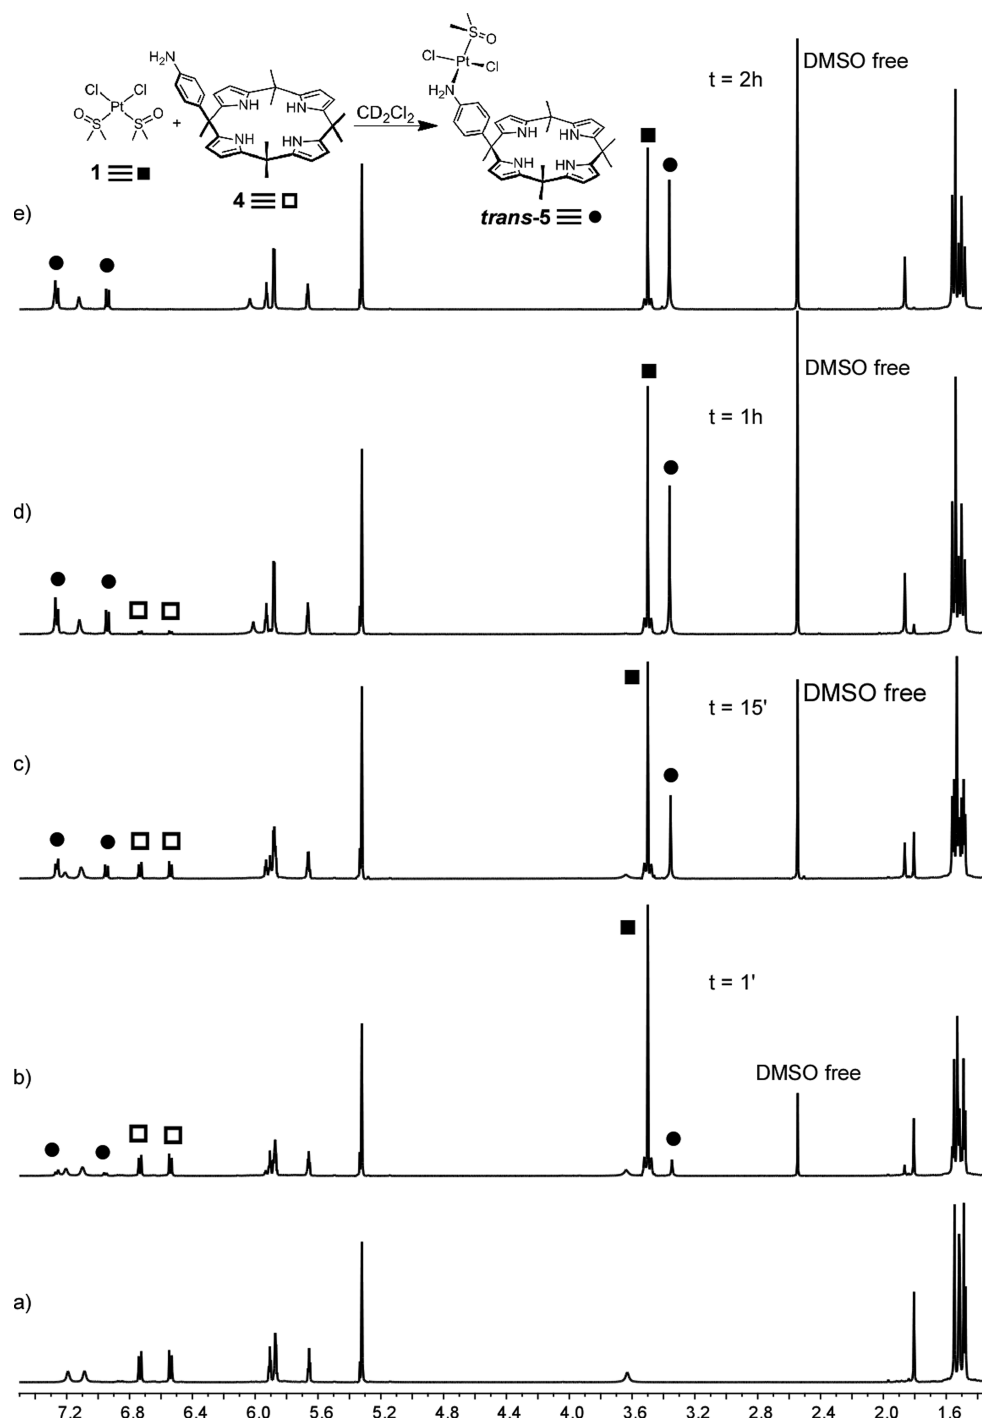 H₂N
Cl Cl
Pt
O S S O
+
NH HN
NH HN
CD₂Cl₂
S O
Cl Pt Cl
H₂N
NH HN
NH HN
1 ≡ ■
4 ≡ □
trans-5 ≡ ●
t = 2h
DMSO free
e)
DMSO free
t = 1h
d)
DMSO free
t = 15'
c)
t = 1'
DMSO free
b)
a)
7.2 6.8 6.4 6.0 5.6 5.2 4.8 4.4 4.0 3.6 3.2 2.8 2.4 2.0 1.6